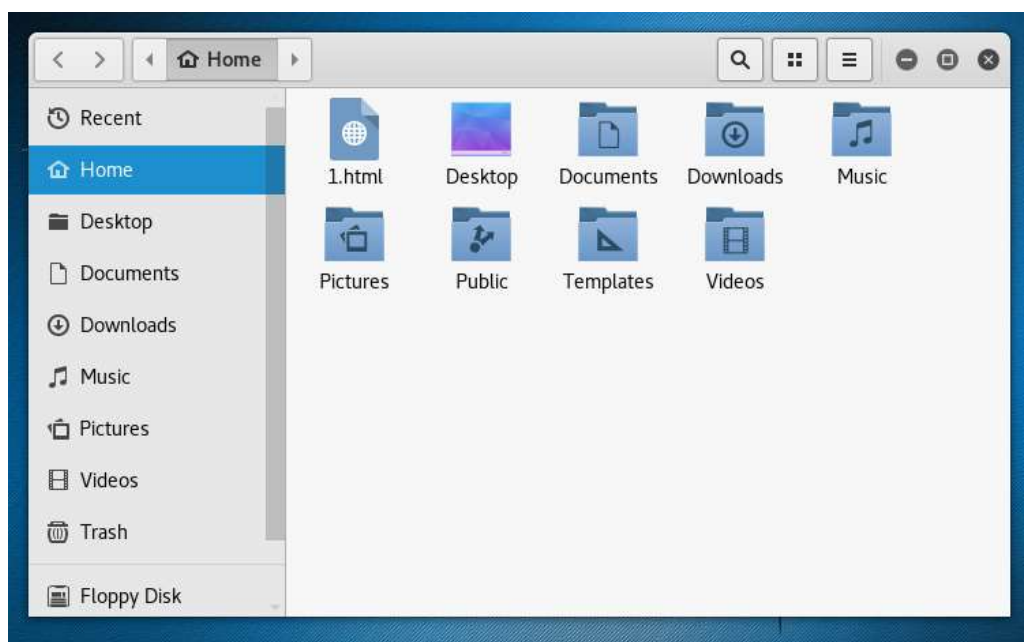 Home
Recent
Home
Desktop
Documents
Downloads
Music
Pictures
Videos
Trash
Floppy Disk
1.html Desktop Documents Downloads Music
Pictures Public Templates Videos